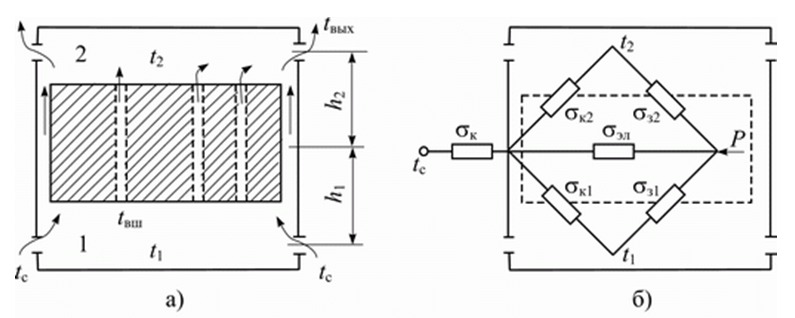 2 t₂ tвых
h₂
tвш
h₁
1 t₁
tс tс
а)
t₂
σк2 σз2
σк σэл P
tс
σк1 σз1
t₁
б)